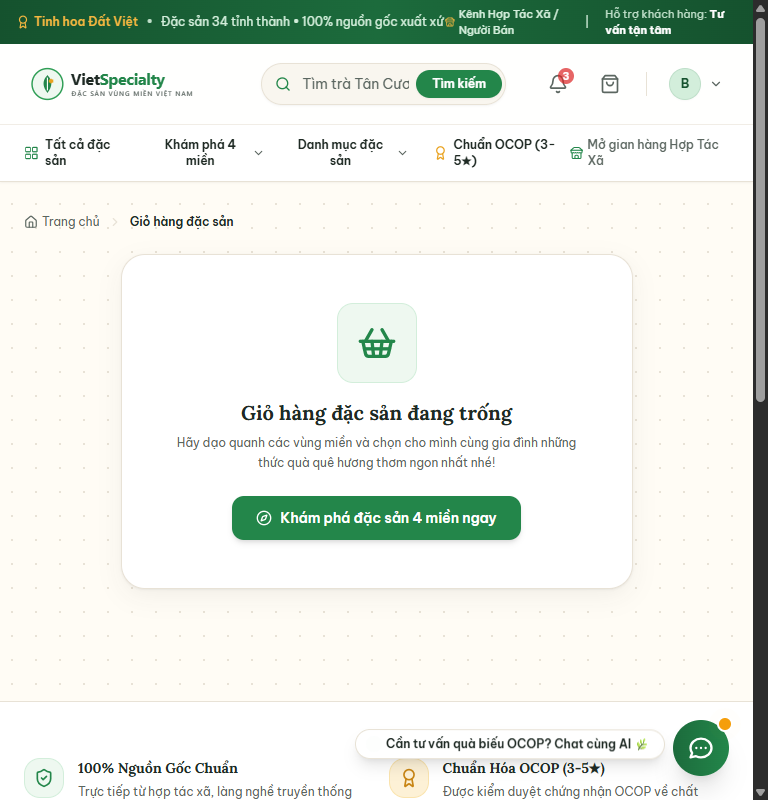 Tinh hoa Đất Việt • Đặc sản 34 tỉnh thành • 100% nguồn gốc xuất xứ
Kênh Hợp Tác Xã /
Người Bán
|
Hỗ trợ khách hàng: Tư
vấn tận tâm
VietSpecialty
ĐẶC SẢN VÙNG MIỀN VIỆT NAM
Tìm trà Tân Cươ
Tìm kiếm
3
B
Tất cả đặc
sản
Khám phá 4
miền
Danh mục đặc
sản
Chuẩn OCOP (3-
5★)
Mở gian hàng Hợp Tác
Xã
Trang chủ
Giỏ hàng đặc sản
Giỏ hàng đặc sản đang trống
Hãy dạo quanh các vùng miền và chọn cho mình cùng gia đình những
thức quà quê hương thơm ngon nhất nhé!
Khám phá đặc sản 4 miền ngay
Cần tư vấn quà biếu OCOP? Chat cùng AI 🌾
100% Nguồn Gốc Chuẩn
Trực tiếp từ hợp tác xã, làng nghề truyền thống
Chuẩn Hóa OCOP (3-5★)
Được kiểm duyệt chứng nhận OCOP về chất